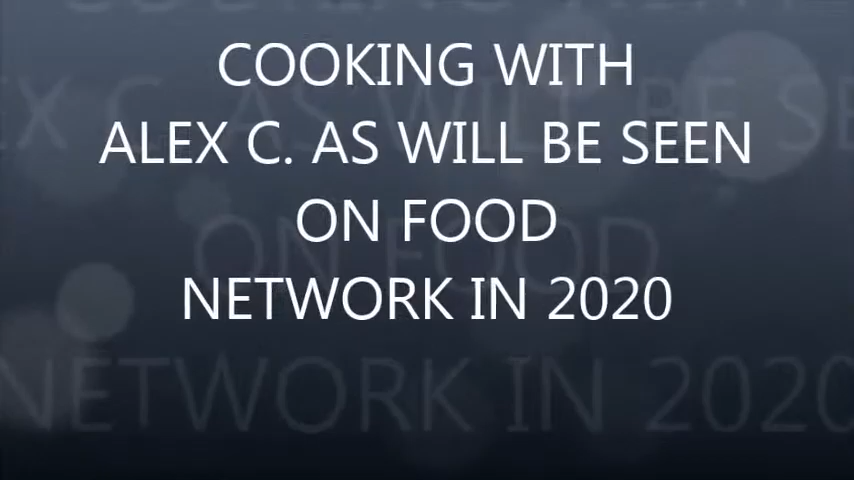 COOKING WITH
ALEX C. AS WILL BE SEEN
ON FOOD
NETWORK IN 2020